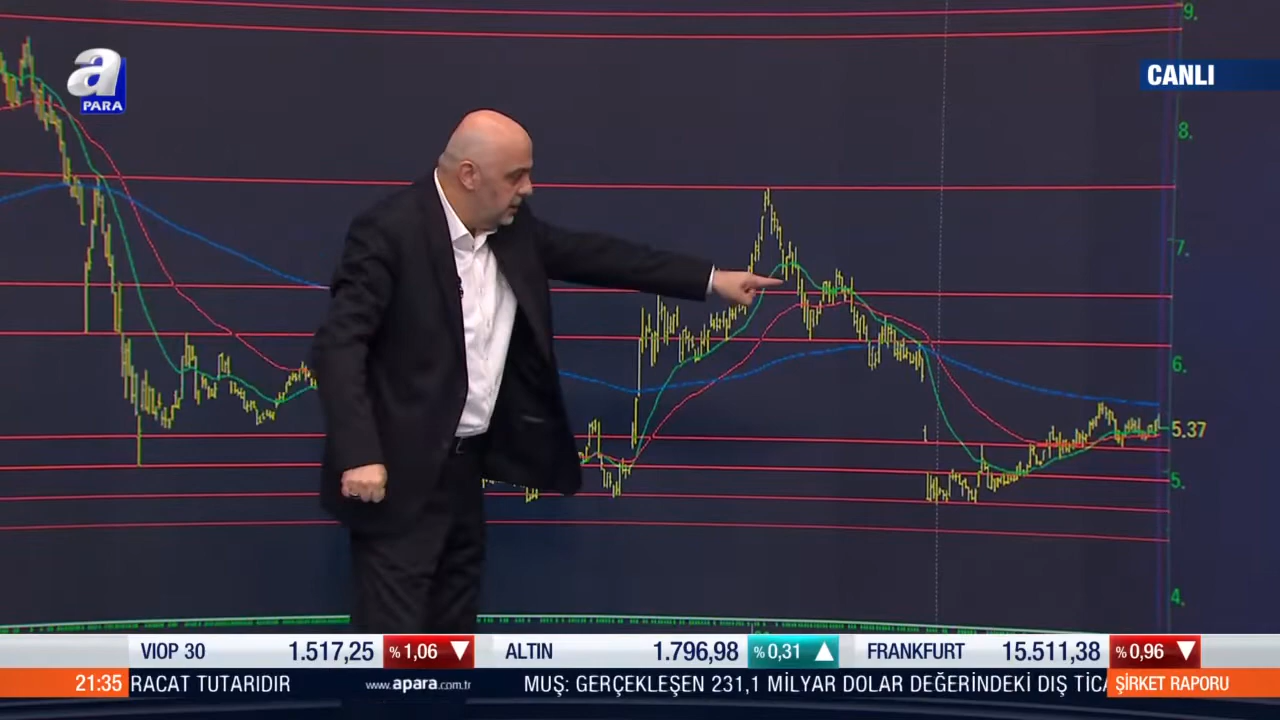 a
PARA
CANLI
9.
8.
7.
6.
5.37
5.
4.
VIOP 30 1.517,25 %1,06 ▼ ALTIN 1.796,98 %0,31 ▲ FRANKFURT 15.511,38 %0,96 ▼
21:35 RACAT TUTARIDIR www.apara.com.tr MUŞ: GERÇEKLEŞEN 231,1 MİLYAR DOLAR DEĞERİNDEKİ DIŞ TİCA ŞİRKET RAPORU